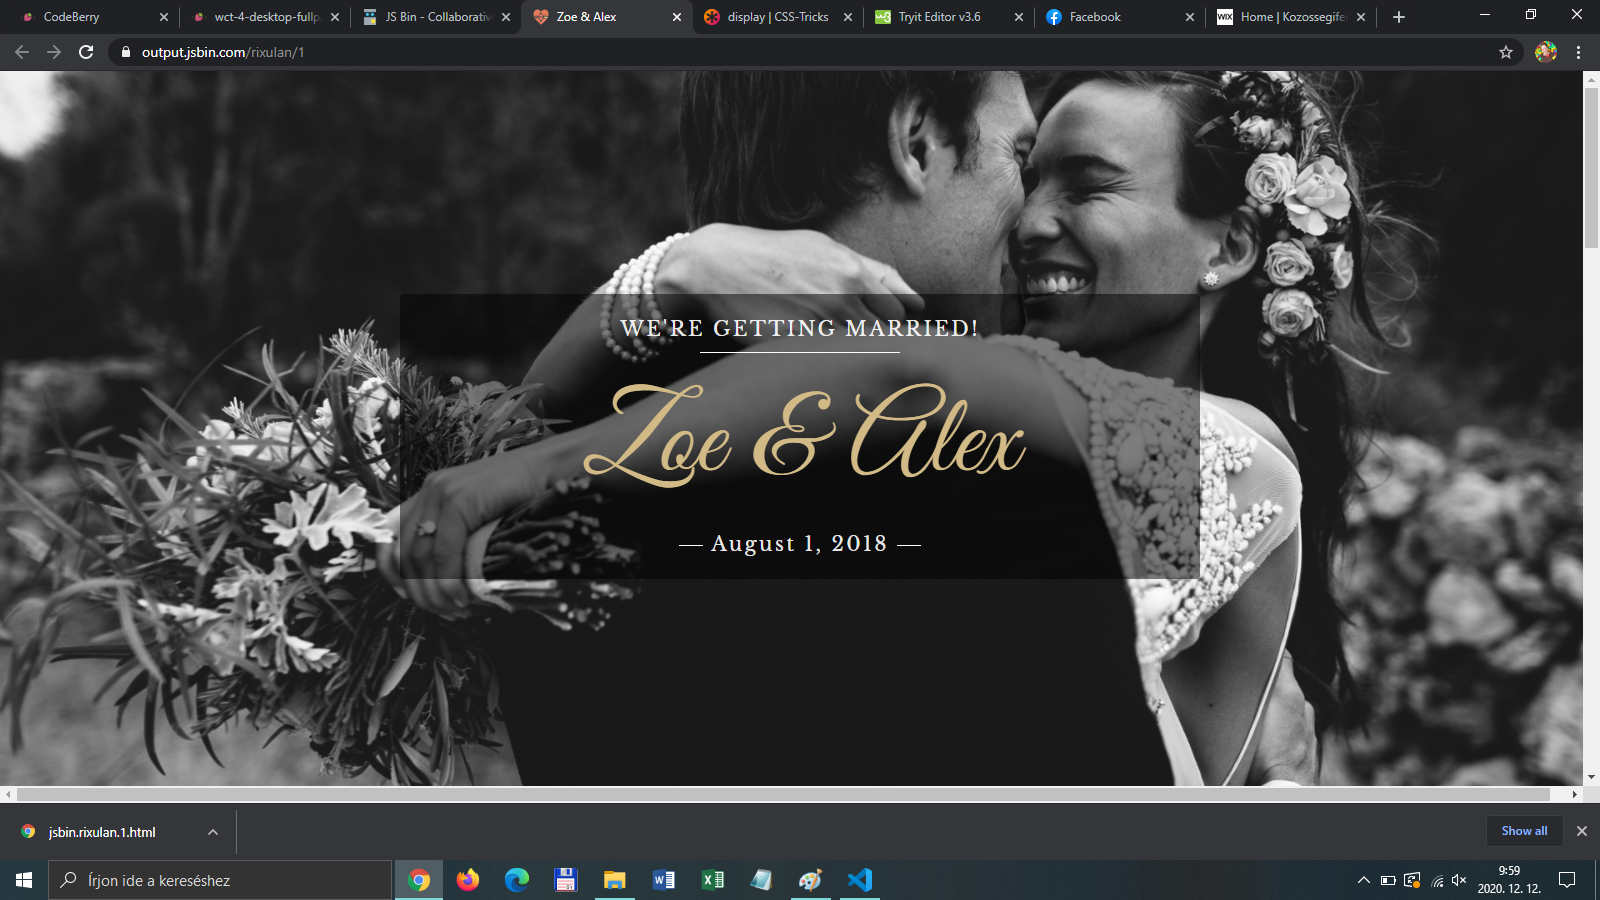 CodeBerry
wct-4-desktop-fullp
JS Bin - Collaborativ
Zoe & Alex
display | CSS-Tricks
Tryit Editor v3.6
Facebook
WIX
Home | Kozossegife
output.jsbin.com/rixulan/1
WE'RE GETTING MARRIED!
Zoe & Alex
— August 1, 2018 —
jsbin.rixulan.1.html
Show all
Írjon ide a kereséshez
9:59
2020. 12. 12.